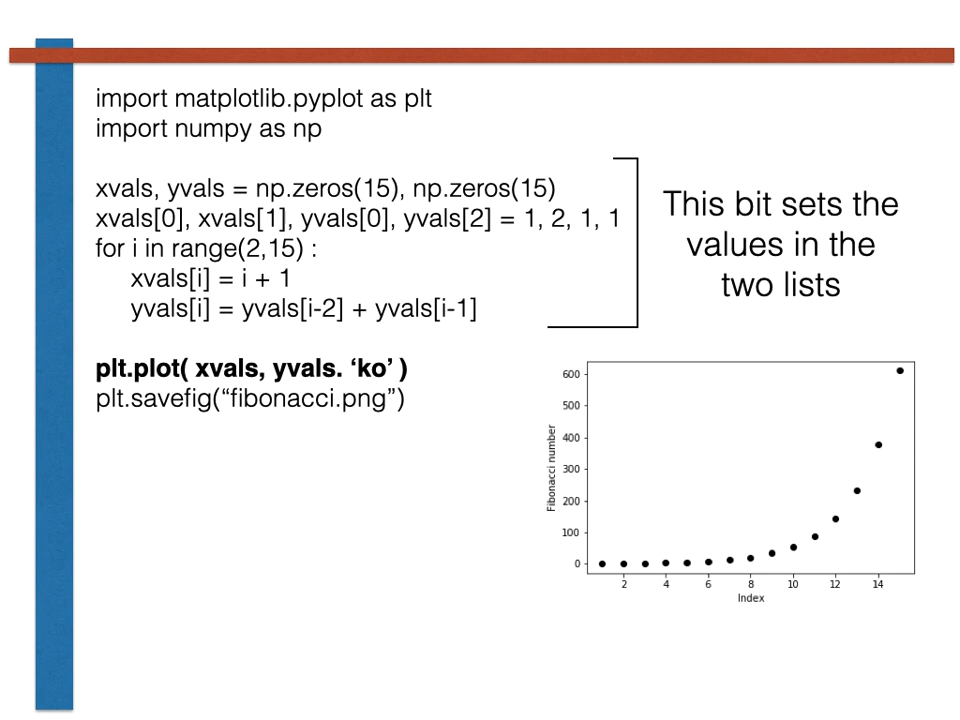 import matplotlib.pyplot as plt
import numpy as np
xvals, yvals = np.zeros(15), np.zeros(15)
xvals[0], xvals[1], yvals[0], yvals[2] = 1, 2, 1, 1
for i in range(2,15) :
xvals[i] = i + 1
yvals[i] = yvals[i-2] + yvals[i-1]
This bit sets the
values in the
two lists
plt.plot( xvals, yvals. ‘ko’ )
plt.savefig(“fibonacci.png”)
Fibonacci number
600
500
400
300
200
100
0
2 4 6 8 10 12 14
Index